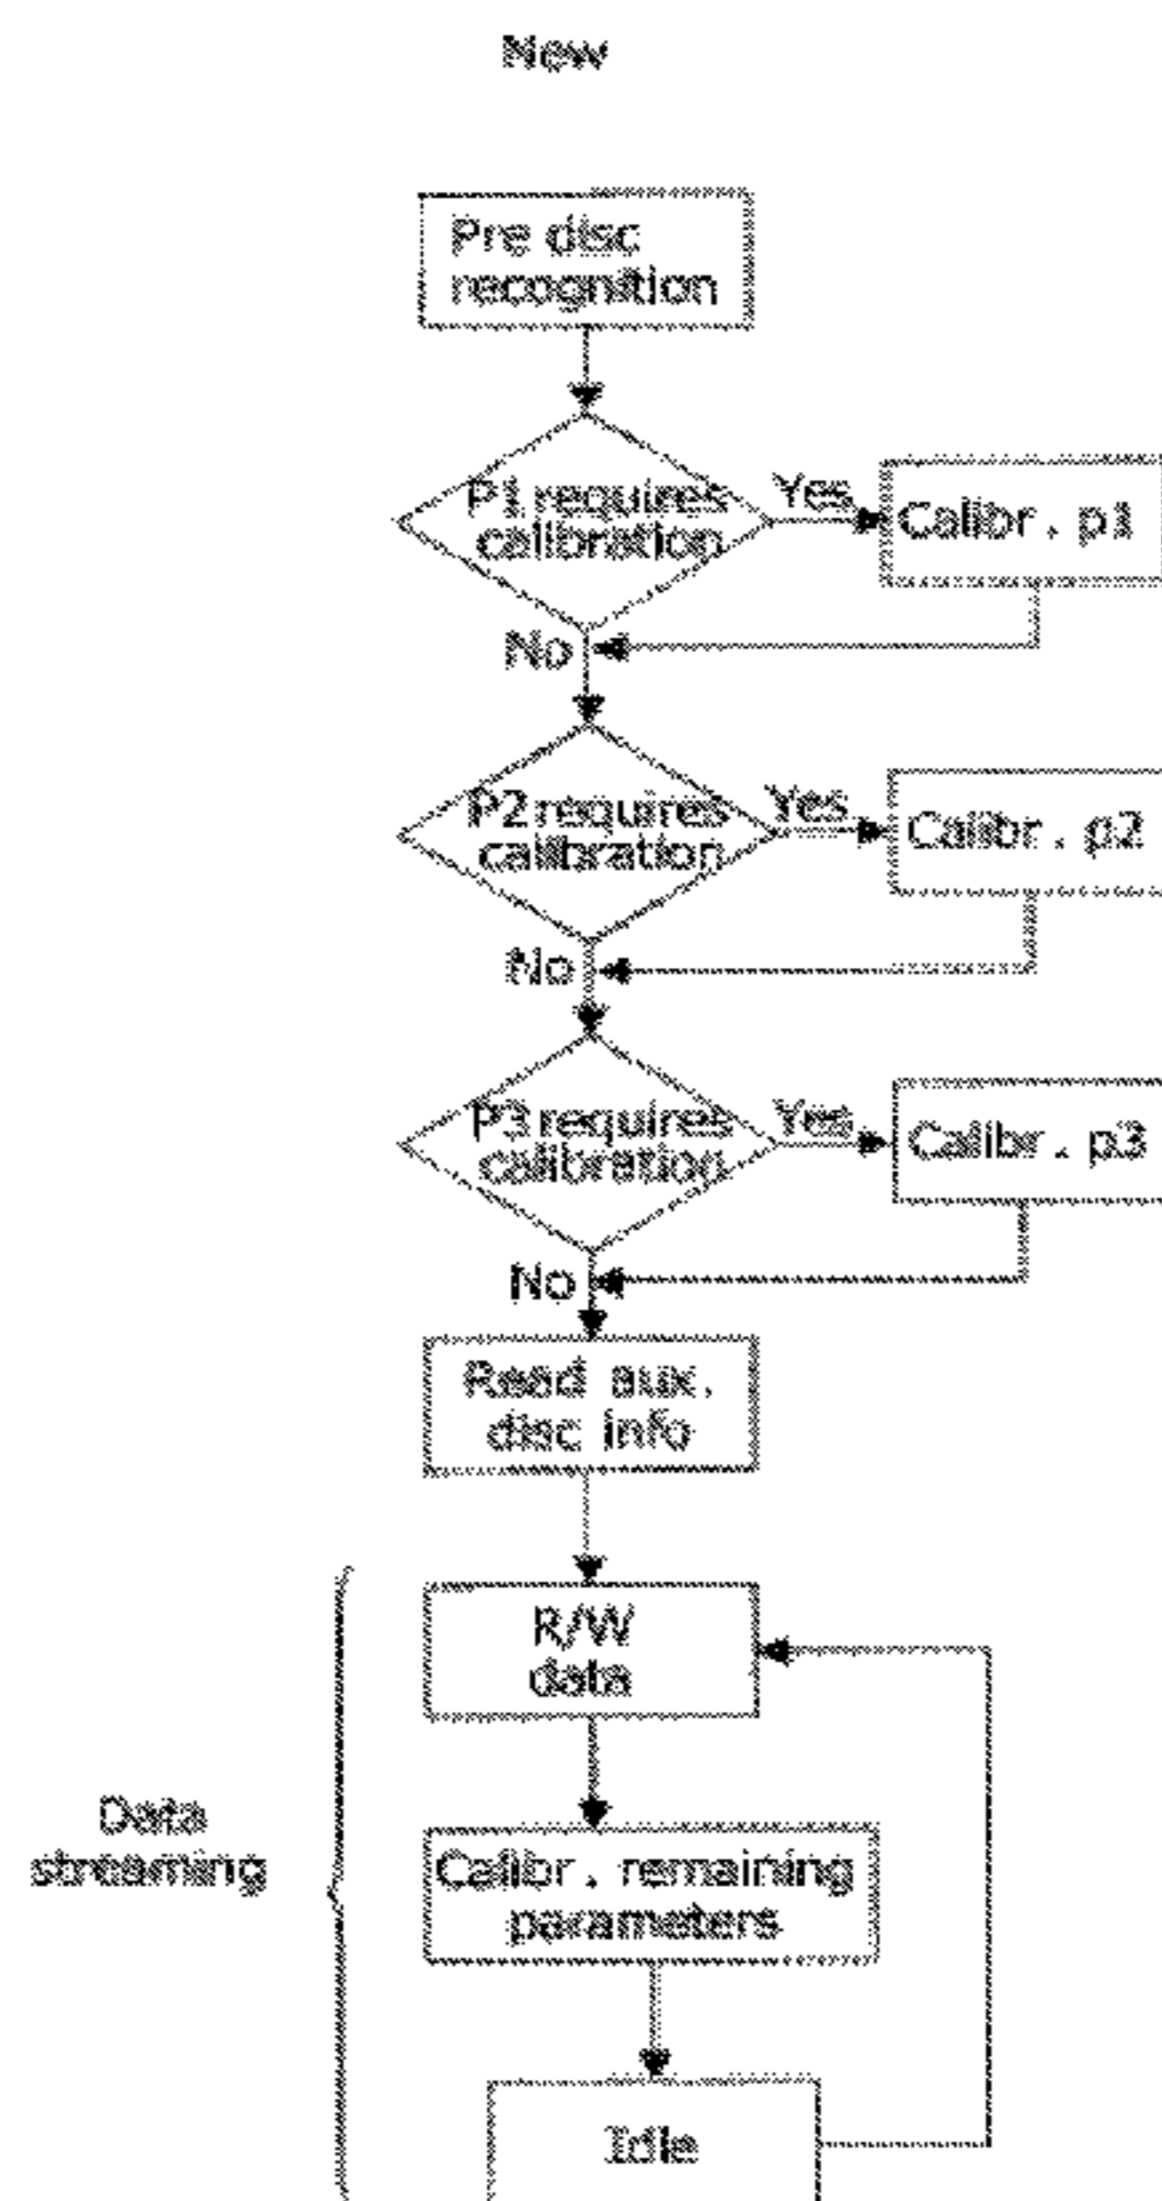 New
Pre disc
recognition
P1 requires
calibration
Yes
Calibr. p1
No
P2 requires
calibration
Yes
Calibr. p2
No
P3 requires
calibration
Yes
Calibr. p3
No
Read aux.
disc info
R/W
data
Data
streaming
Calibr. remaining
parameters
Idle